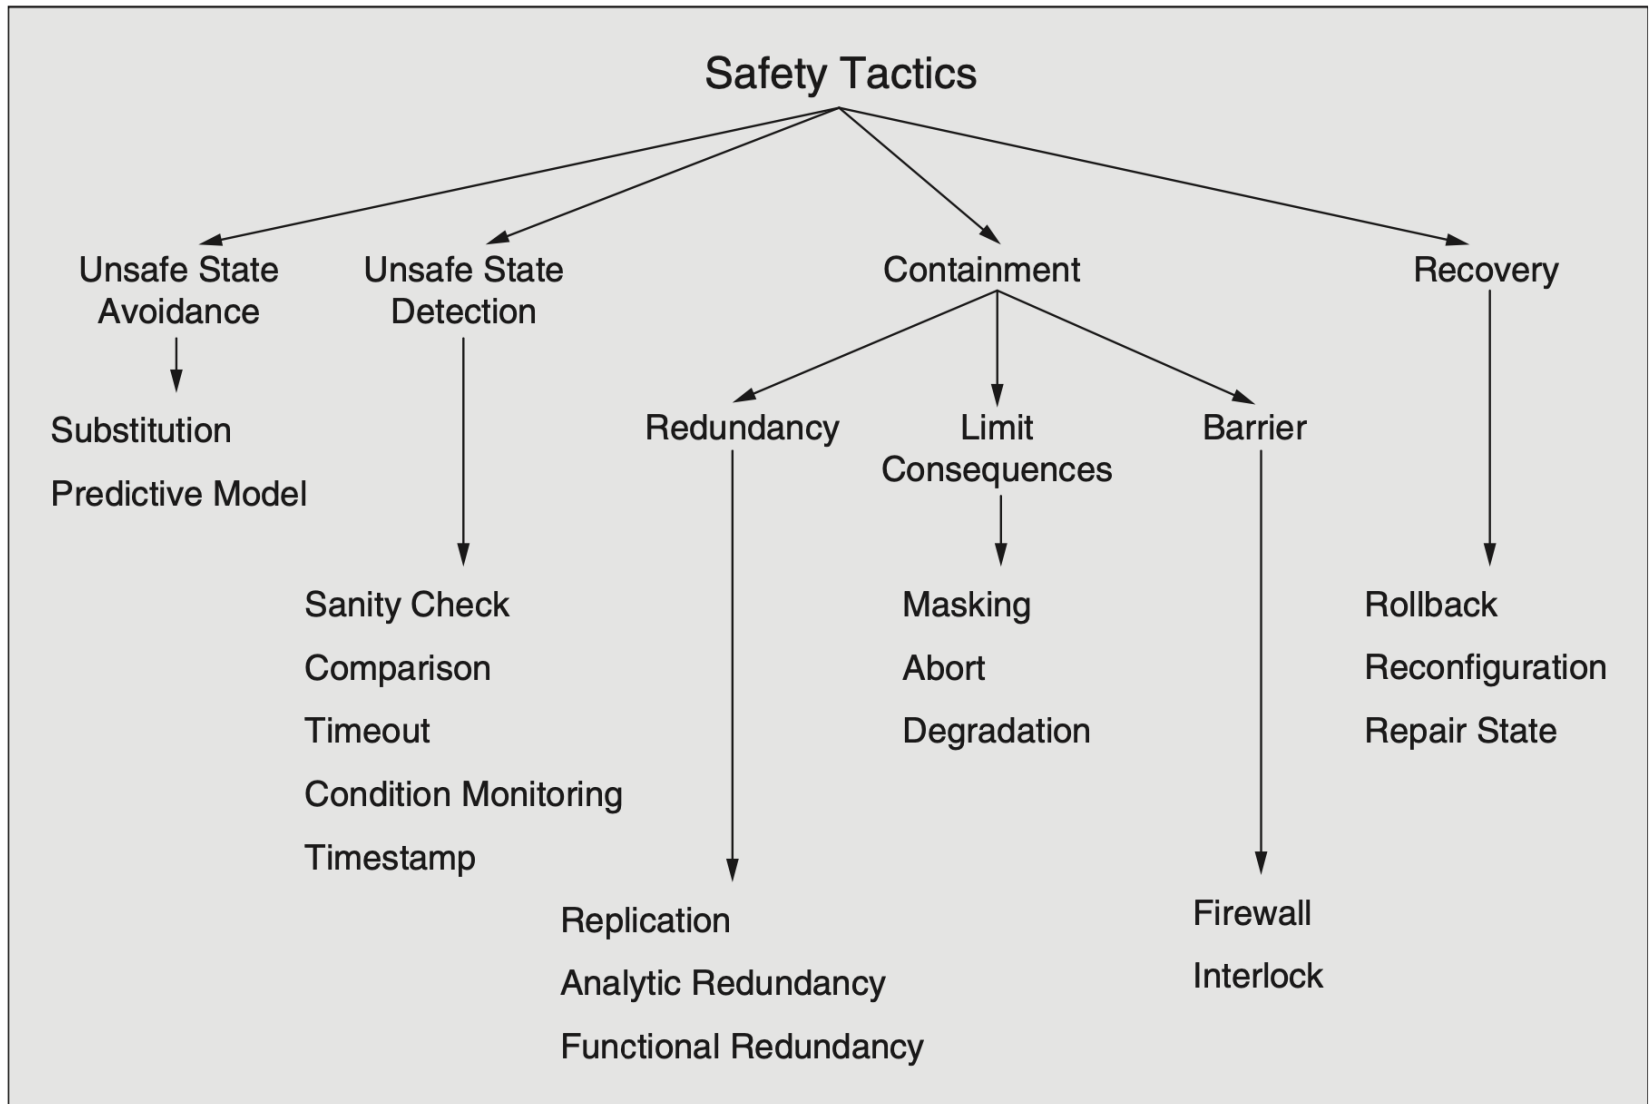 Safety Tactics
Unsafe State
Avoidance
Unsafe State
Detection
Containment
Recovery
Substitution
Predictive Model
Redundancy
Limit
Consequences
Barrier
Sanity Check
Comparison
Timeout
Condition Monitoring
Timestamp
Masking
Abort
Degradation
Rollback
Reconfiguration
Repair State
Replication
Analytic Redundancy
Functional Redundancy
Firewall
Interlock